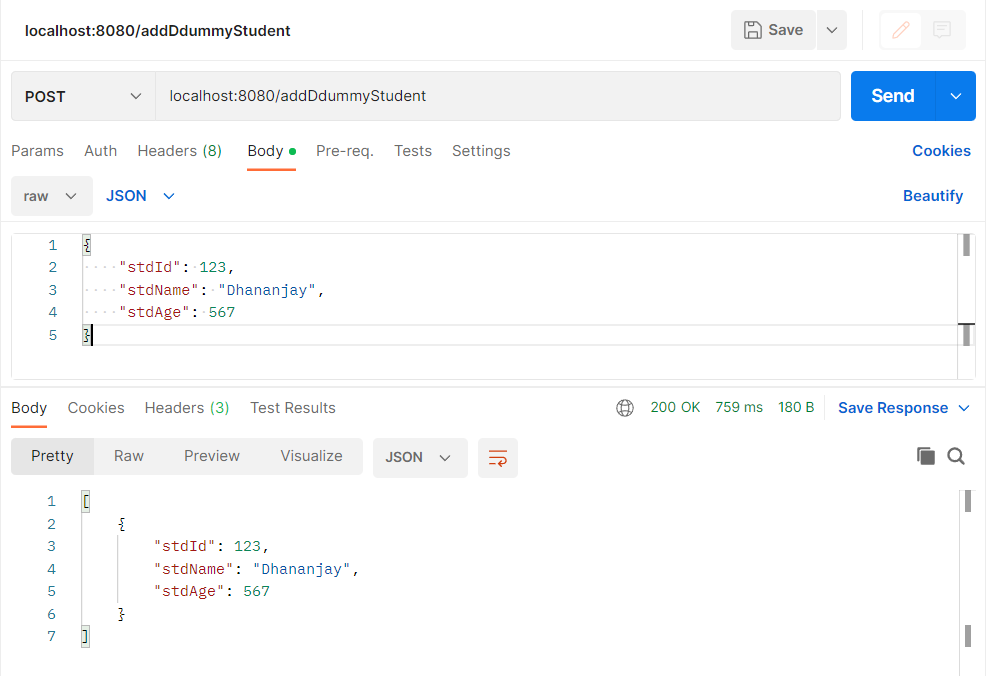 localhost:8080/addDdummyStudent Save
POST localhost:8080/addDdummyStudent Send
Params Auth Headers (8) Body Pre-req. Tests Settings Cookies
raw JSON Beautify
1 {
2 ····"stdId":·123,
3 ····"stdName":·"Dhananjay",
4 ····"stdAge":·567
5 }
Body Cookies Headers (3) Test Results 200 OK 759 ms 180 B Save Response
Pretty Raw Preview Visualize JSON
1 [
2 {
3 "stdId": 123,
4 "stdName": "Dhananjay",
5 "stdAge": 567
6 }
7 ]